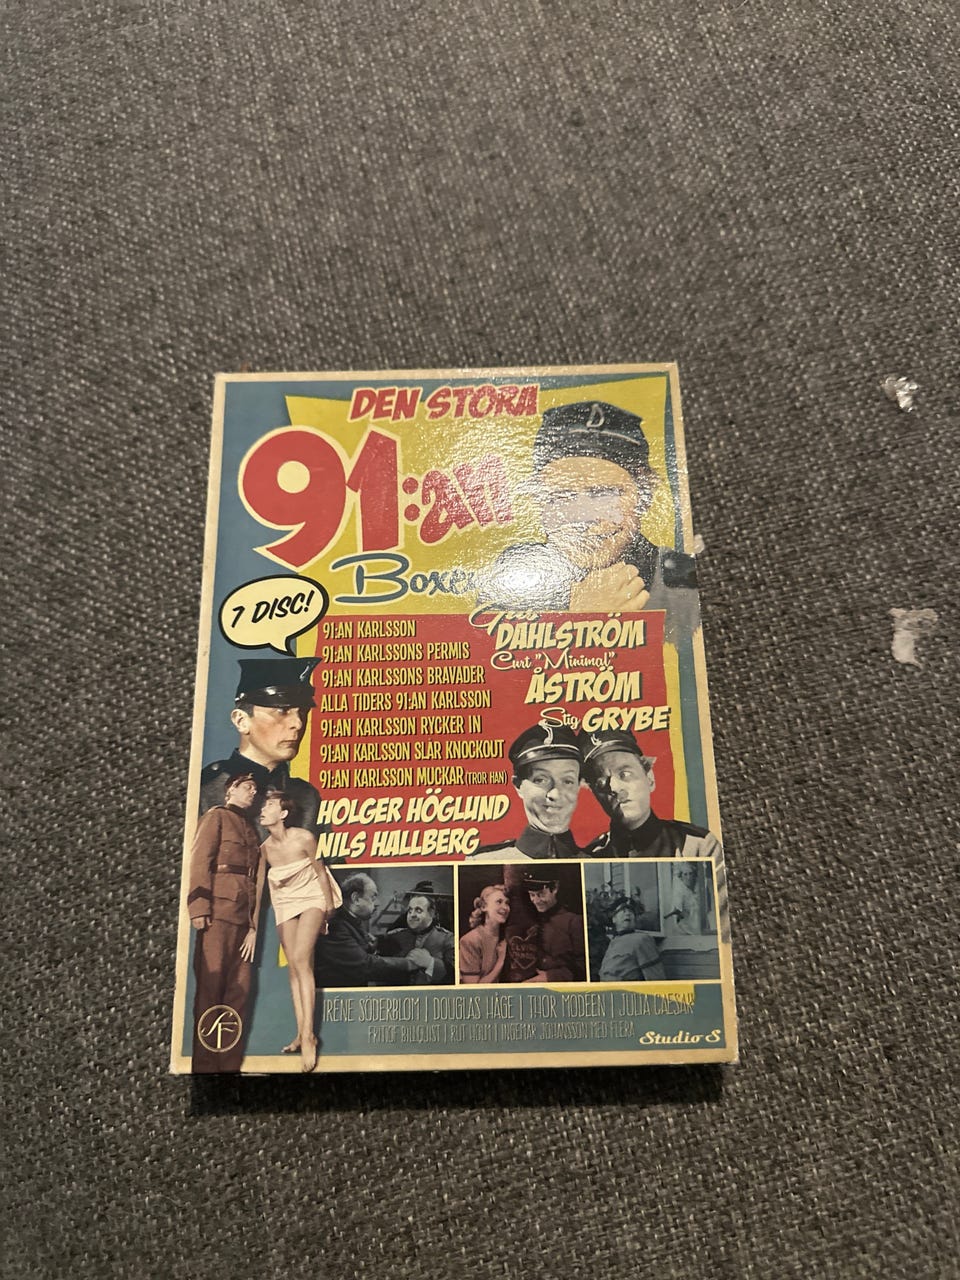 DEN STORA
91:an
Boxen
7 DISC!
91:AN KARLSSON
91:AN KARLSSONS PERMIS
91:AN KARLSSONS BRAVADER
ALLA TIDERS 91:AN KARLSSON
91:AN KARLSSON RYCKER IN
91:AN KARLSSON SLÅR KNOCKOUT
91:AN KARLSSON MUCKAR (TROR HAN)
HOLGER HÖGLUND
NILS HALLBERG
DAHLSTRÖM
Curt "Minimal"
ÅSTRÖM
Stig GRYBE
IRÉNE SÖDERBLOM | DOUGLAS HÅGE | THOR MODÉEN | JULIA CAESAR
FRITIOF BILLQUIST | RUT HOLM | INGEMAR JOHANSSON MED FLERA
SF
Studio S
D